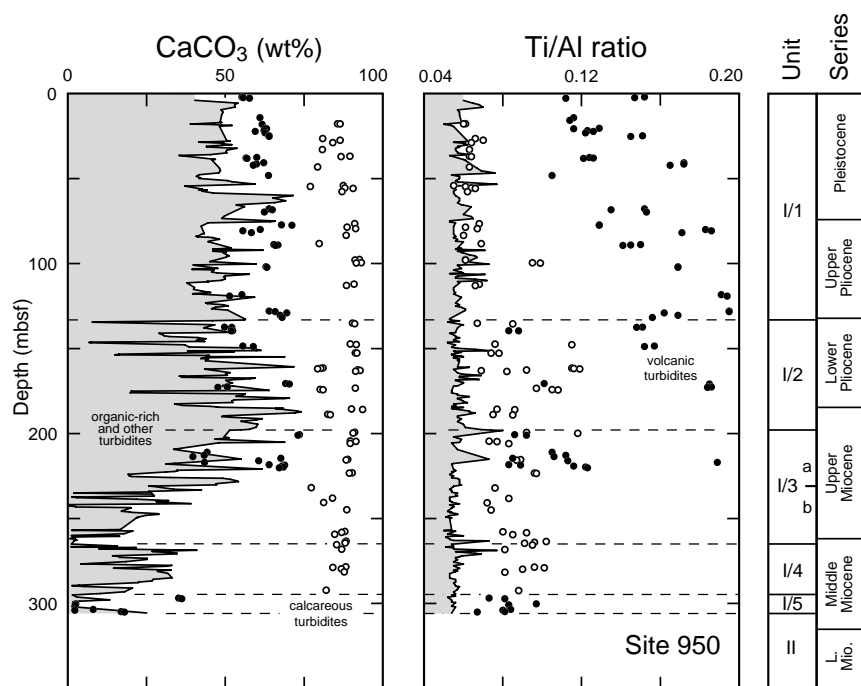 CaCO3 (wt%)
0 50 100
Ti/Al ratio
0.04 0.12 0.20
Unit
Series
Depth (mbsf)
0
100
200
300
organic-rich
and other
turbidites
calcareous
turbidites
volcanic
turbidites
Site 950
I/1
I/2
I/3
a
b
I/4
I/5
II
Pleistocene
Upper
Pliocene
Lower
Pliocene
Upper
Miocene
Middle
Miocene
L.
Mio.